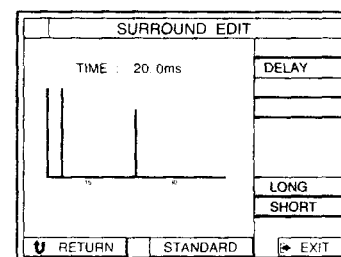 SURROUND EDIT
TIME : 20.0ms
DELAY
LONG
SHORT
RETURN
STANDARD
EXIT